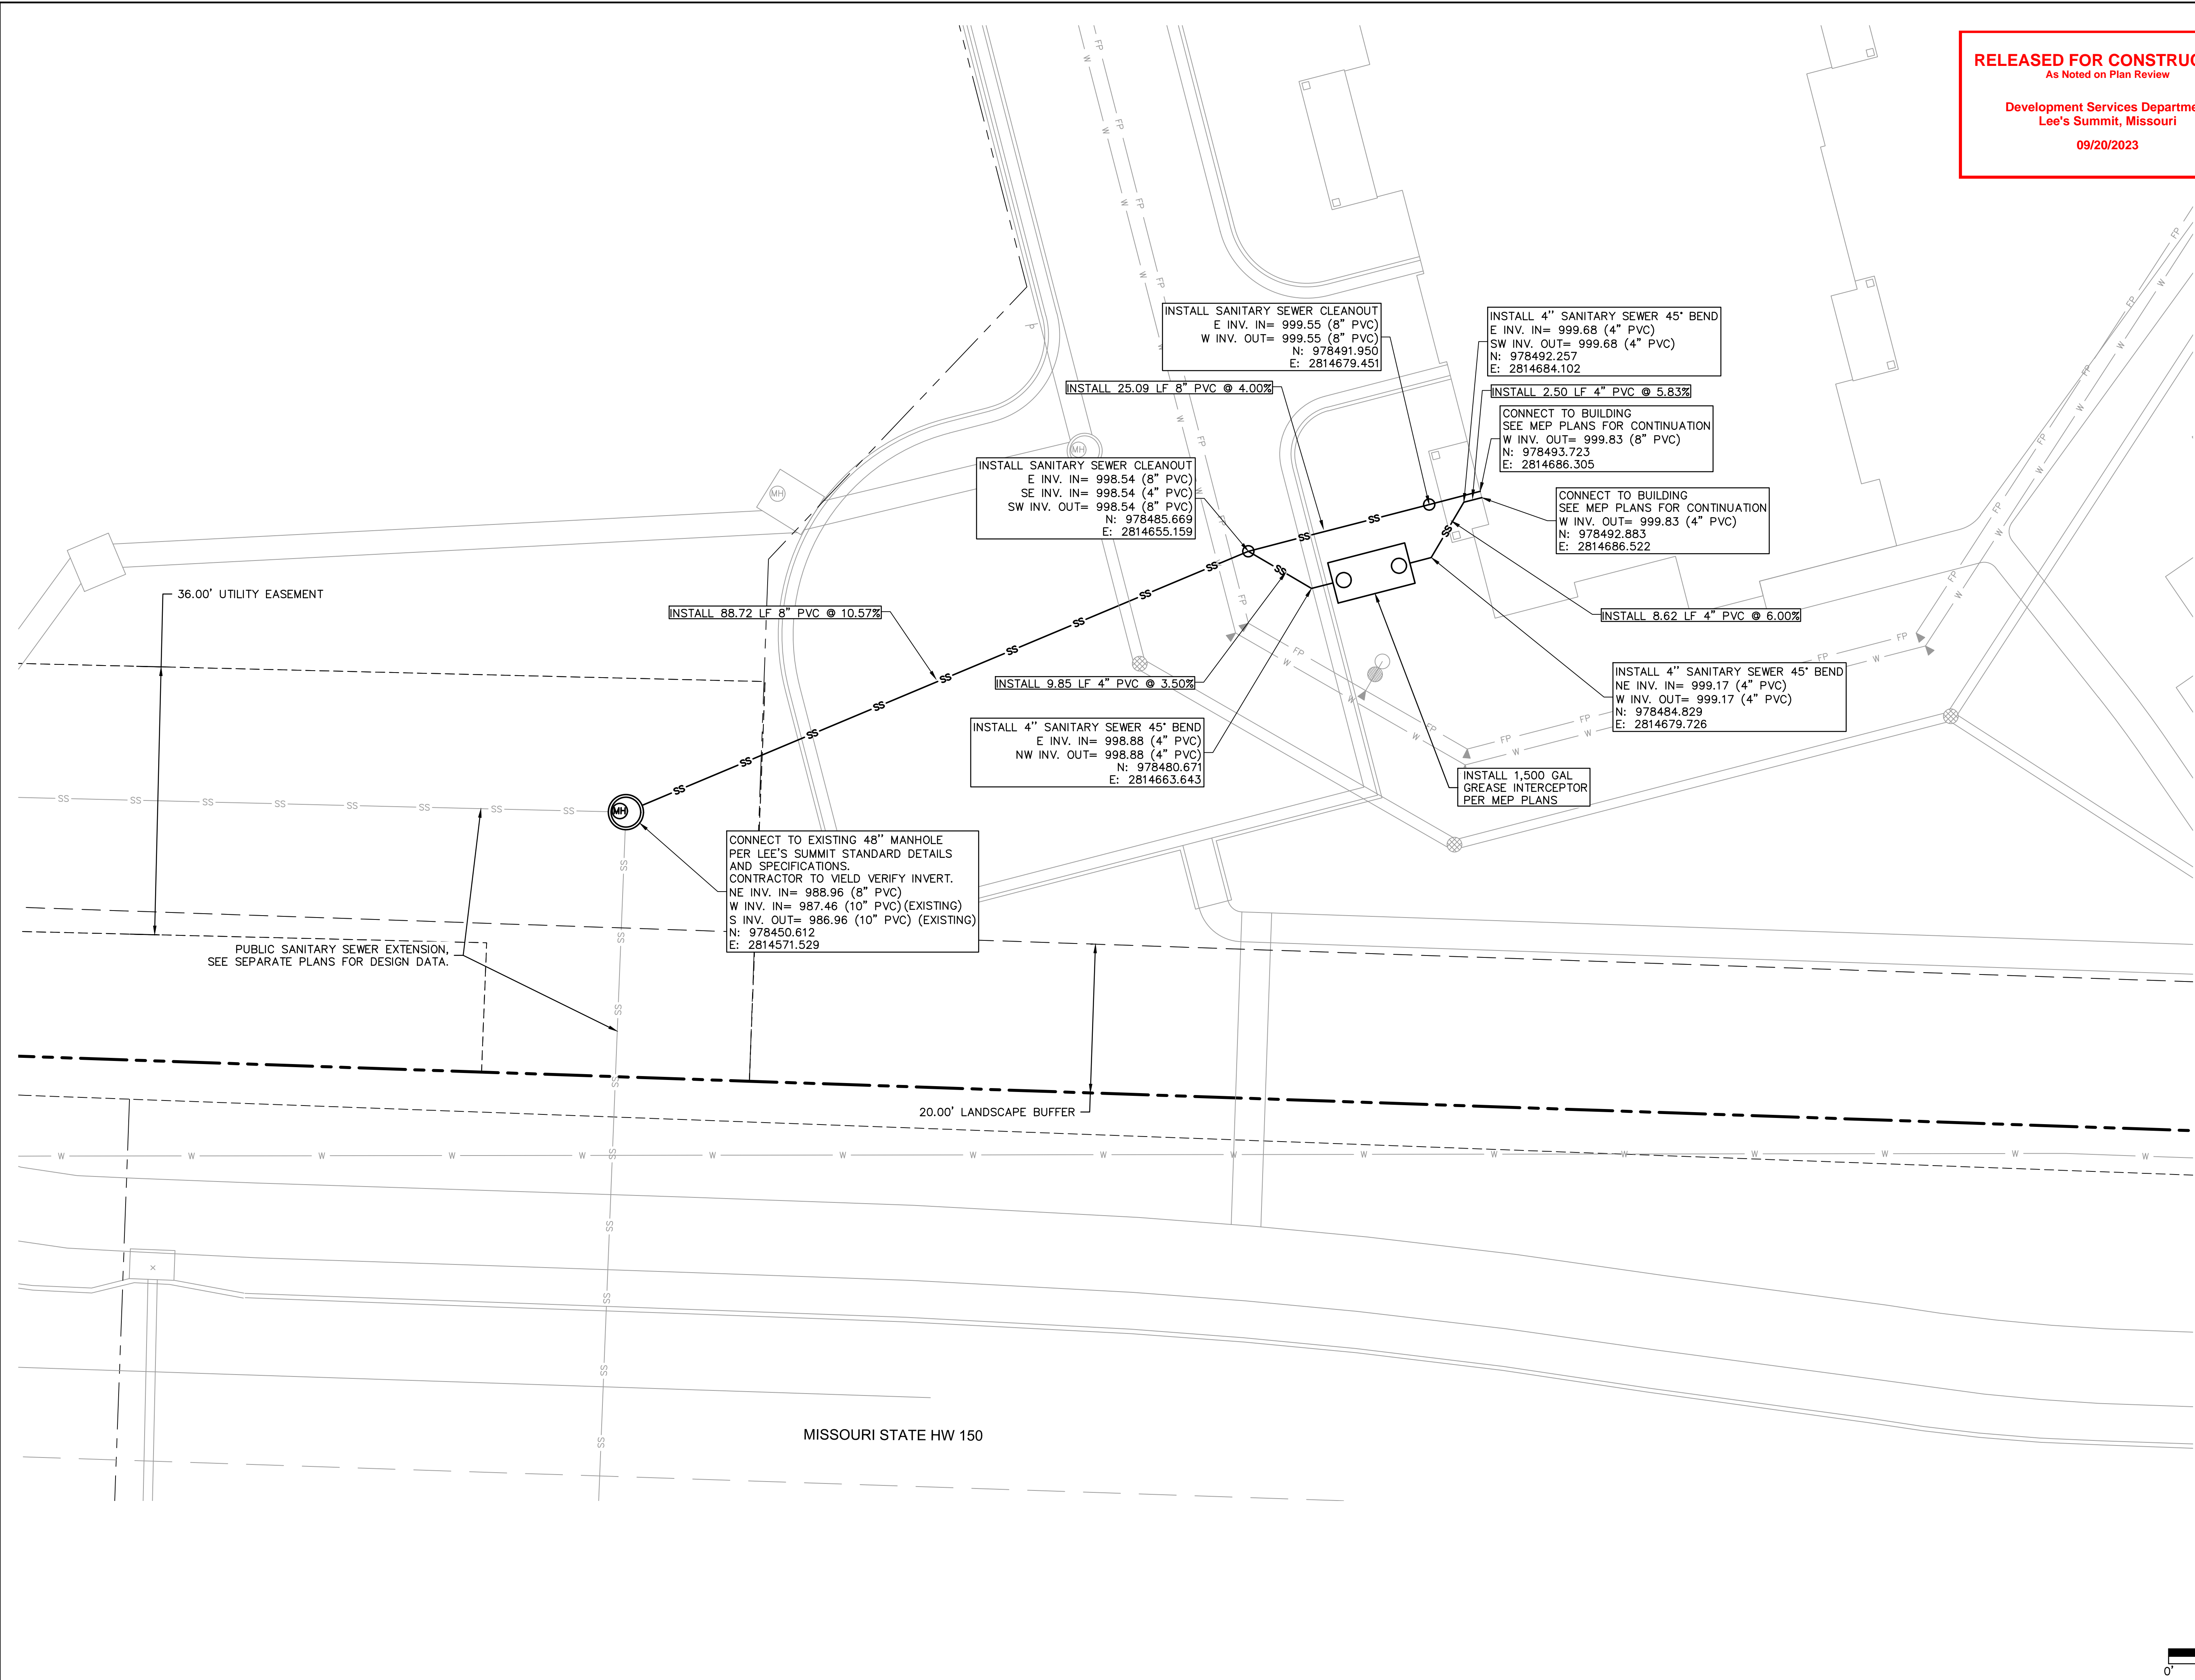 RELEASED FOR CONSTRUC
As Noted on Plan Review
Development Services Departme
Lee's Summit, Missouri
09/20/2023
INSTALL SANITARY SEWER CLEANOUT
E INV. IN= 999.55 (8" PVC)
W INV. OUT= 999.55 (8" PVC)
N: 978491.950
E: 2814679.451
INSTALL 4'' SANITARY SEWER 45° BEND
E INV. IN= 999.68 (4" PVC)
SW INV. OUT= 999.68 (4" PVC)
N: 978492.257
E: 2814684.102
INSTALL 25.09 LF 8" PVC @ 4.00%
INSTALL 2.50 LF 4" PVC @ 5.83%
CONNECT TO BUILDING
SEE MEP PLANS FOR CONTINUATION
W INV. OUT= 999.83 (8" PVC)
N: 978493.723
E: 2814686.305
INSTALL SANITARY SEWER CLEANOUT
E INV. IN= 998.54 (8" PVC)
SE INV. IN= 998.54 (4" PVC)
SW INV. OUT= 998.54 (8" PVC)
N: 978485.669
E: 2814655.159
CONNECT TO BUILDING
SEE MEP PLANS FOR CONTINUATION
W INV. OUT= 999.83 (4" PVC)
N: 978492.883
E: 2814686.522
36.00' UTILITY EASEMENT
INSTALL 88.72 LF 8" PVC @ 10.57%
INSTALL 8.62 LF 4" PVC @ 6.00%
INSTALL 9.85 LF 4" PVC @ 3.50%
INSTALL 4'' SANITARY SEWER 45° BEND
NE INV. IN= 999.17 (4" PVC)
W INV. OUT= 999.17 (4" PVC)
N: 978484.829
E: 2814679.726
INSTALL 4'' SANITARY SEWER 45° BEND
E INV. IN= 998.88 (4" PVC)
NW INV. OUT= 998.88 (4" PVC)
N: 978480.671
E: 2814663.643
INSTALL 1,500 GAL
GREASE INTERCEPTOR
PER MEP PLANS
MH
MH
MH
CONNECT TO EXISTING 48'' MANHOLE
PER LEE'S SUMMIT STANDARD DETAILS
AND SPECIFICATIONS.
CONTRACTOR TO VIELD VERIFY INVERT.
NE INV. IN= 988.96 (8" PVC)
W INV. IN= 987.46 (10" PVC) (EXISTING)
S INV. OUT= 986.96 (10" PVC) (EXISTING)
N: 978450.612
E: 2814571.529
PUBLIC SANITARY SEWER EXTENSION,
SEE SEPARATE PLANS FOR DESIGN DATA.
20.00' LANDSCAPE BUFFER
SS SS SS SS SS SS SS SS
W W W W W W W W W W W W W W W W W
MISSOURI STATE HW 150
0'